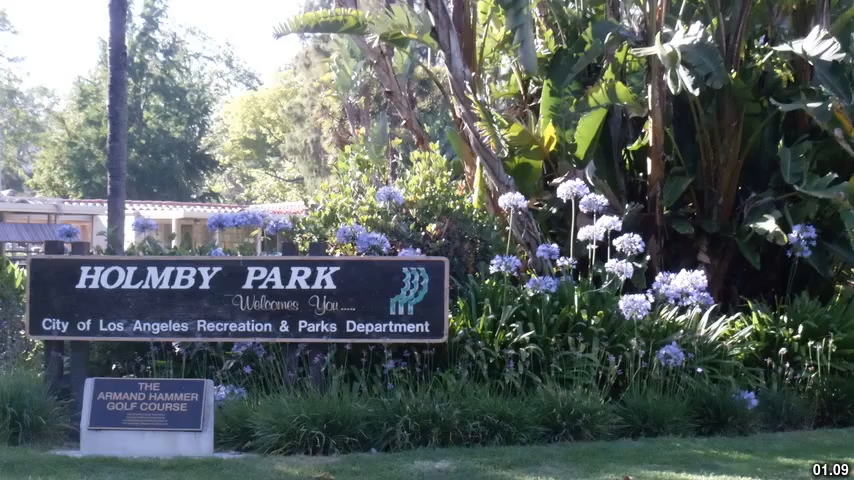 HOLMBY PARK
Welcomes You.....
City of Los Angeles Recreation & Parks Department
THE
ARMAND HAMMER
GOLF COURSE
01.09